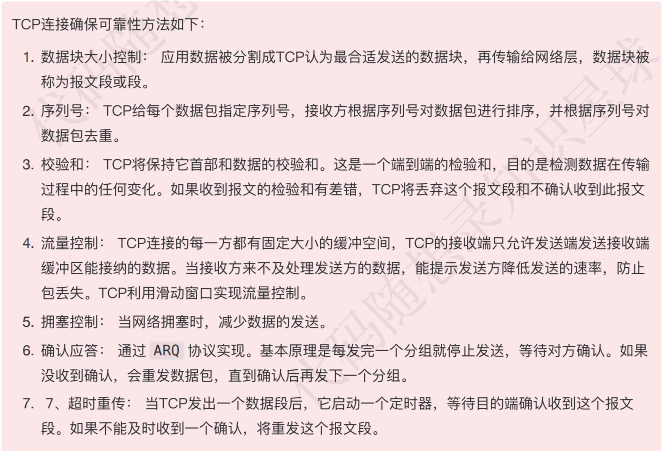 TCP连接确保可靠性方法如下：
1. 数据块大小控制： 应用数据被分割成TCP认为最合适发送的数据块，再传输给网络层，数据块被
称为报文段或段。
2. 序列号： TCP给每个数据包指定序列号，接收方根据序列号对数据包进行排序，并根据序列号对
数据包去重。
3. 校验和： TCP将保持它首部和数据的校验和。这是一个端到端的检验和，目的是检测数据在传输
过程中的任何变化。如果收到报文的检验和有差错，TCP将丢弃这个报文段和不确认收到此报文
段。
4. 流量控制： TCP连接的每一方都有固定大小的缓冲空间，TCP的接收端只允许发送端发送接收端
缓冲区能接纳的数据。当接收方来不及处理发送方的数据，能提示发送方降低发送的速率，防止
包丢失。TCP利用滑动窗口实现流量控制。
5. 拥塞控制： 当网络拥塞时，减少数据的发送。
6. 确认应答： 通过 ARQ 协议实现。基本原理是每发完一个分组就停止发送，等待对方确认。如果
没收到确认，会重发数据包，直到确认后再发下一个分组。
7. 7、超时重传： 当TCP发出一个数据段后，它启动一个定时器，等待目的端确认收到这个报文
段。如果不能及时收到一个确认，将重发这个报文段。
代码随想录知识星球
代码随想录知识星球